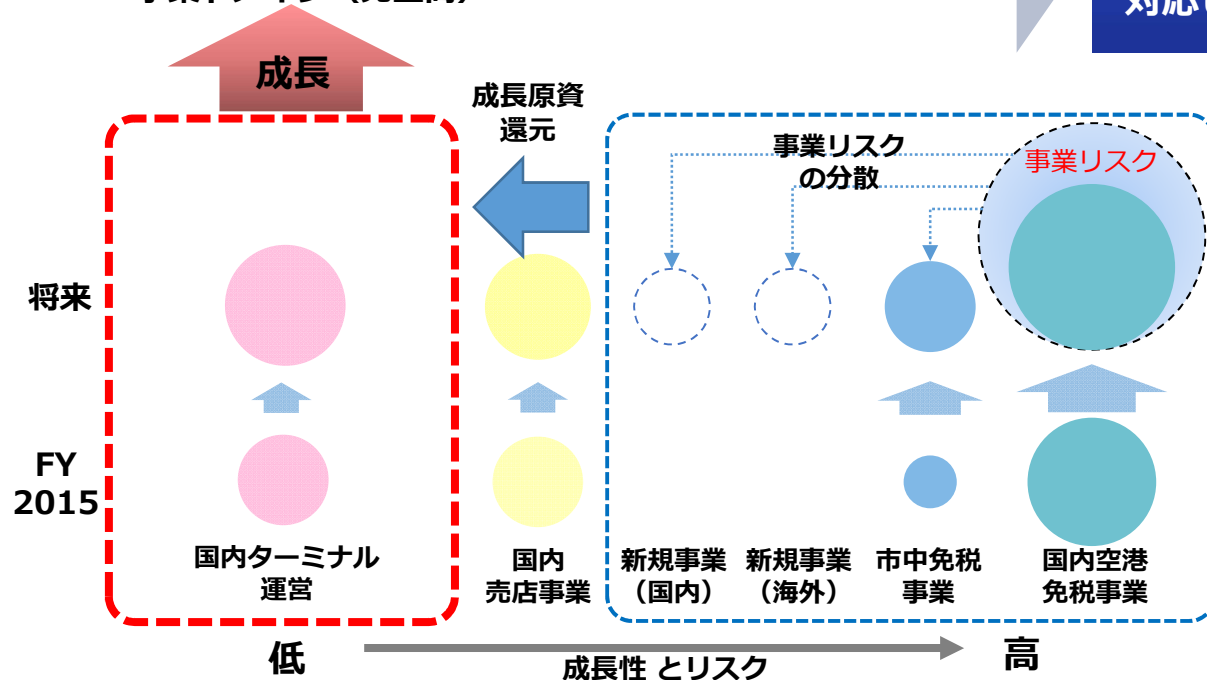 対応
成長
成長原資
還元
事業リスク
の分散
事業リスク
将来
FY
2015
国内ターミナル
運営
国内
売店事業
新規事業
（国内）
新規事業
（海外）
市中免税
事業
国内空港
免税事業
低
成長性 とリスク
高